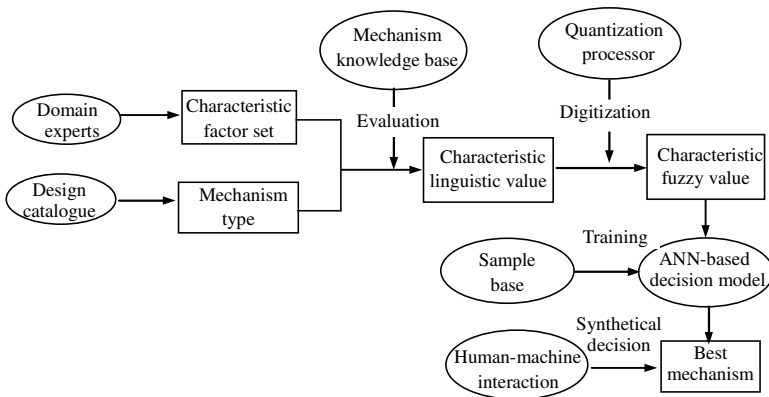 Mechanism
knowledge base
Quantization
processor
Domain
experts
Characteristic
factor set
Evaluation
Digitization
Characteristic
linguistic value
Characteristic
fuzzy value
Design
catalogue
Mechanism
type
Training
Sample
base
ANN-based
decision model
Synthetical
decision
Human-machine
interaction
Best
mechanism